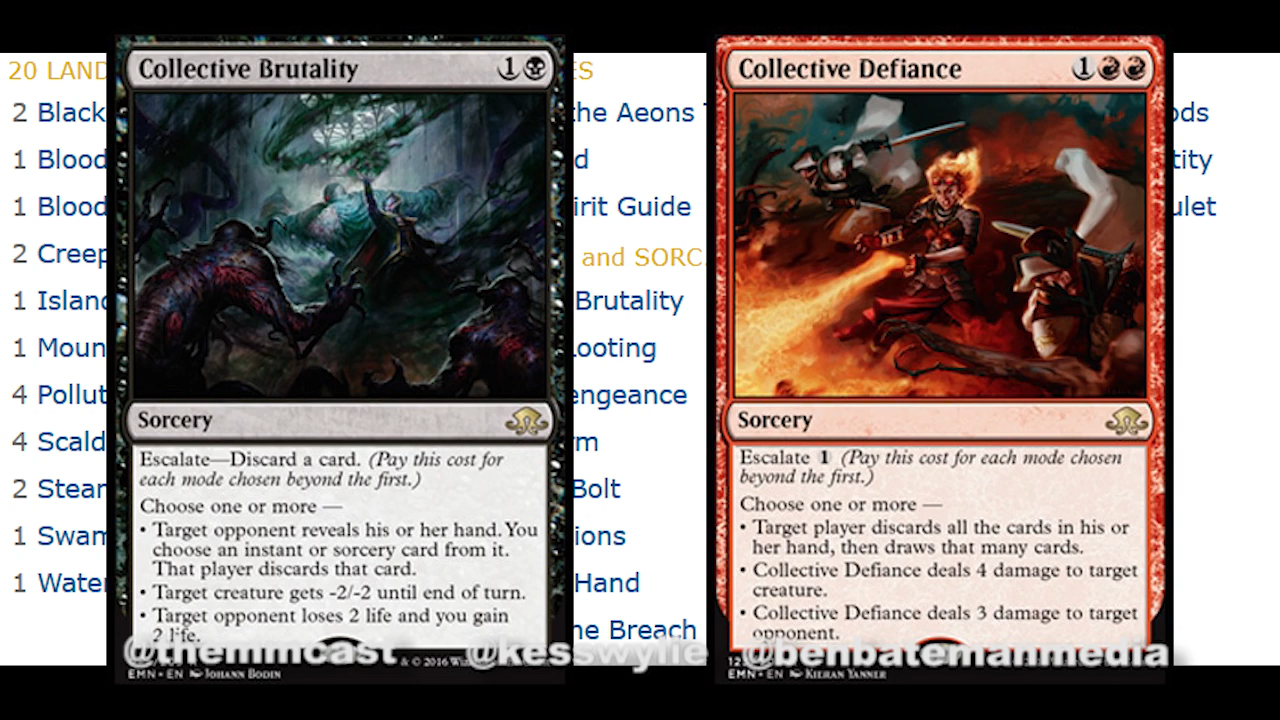 20 LAND
2 Black
1 Blood
1 Blood
2 Creep
1 Island
1 Moun
4 Pollut
4 Scald
2 Stear
1 Swam
1 Water
Collective Brutality 1
Sorcery
Escalate—Discard a card. (Pay this cost for
each mode chosen beyond the first.)
Choose one or more —
• Target opponent reveals his or her hand. You
choose an instant or sorcery card from it.
That player discards that card.
• Target creature gets -2/-2 until end of turn.
• Target opponent loses 2 life and you gain
2 life.
& © 2016 Wiz
EMN • EN Johann Bodin
ES
the Aeons T
d
irit Guide
and SORC
Brutality
Looting
engeance
rm
Bolt
ions
Hand
he Breach
Collective Defiance 1
Sorcery
Escalate 1 (Pay this cost for each mode chosen
beyond the first.)
Choose one or more —
• Target player discards all the cards in his or
her hand, then draws that many cards.
• Collective Defiance deals 4 damage to target
creature.
• Collective Defiance deals 3 damage to target
opponent.
EMN • EN Kieran Yanner
ods
tity
ulet
@themmcast @kesswylie @benbatemanmedia